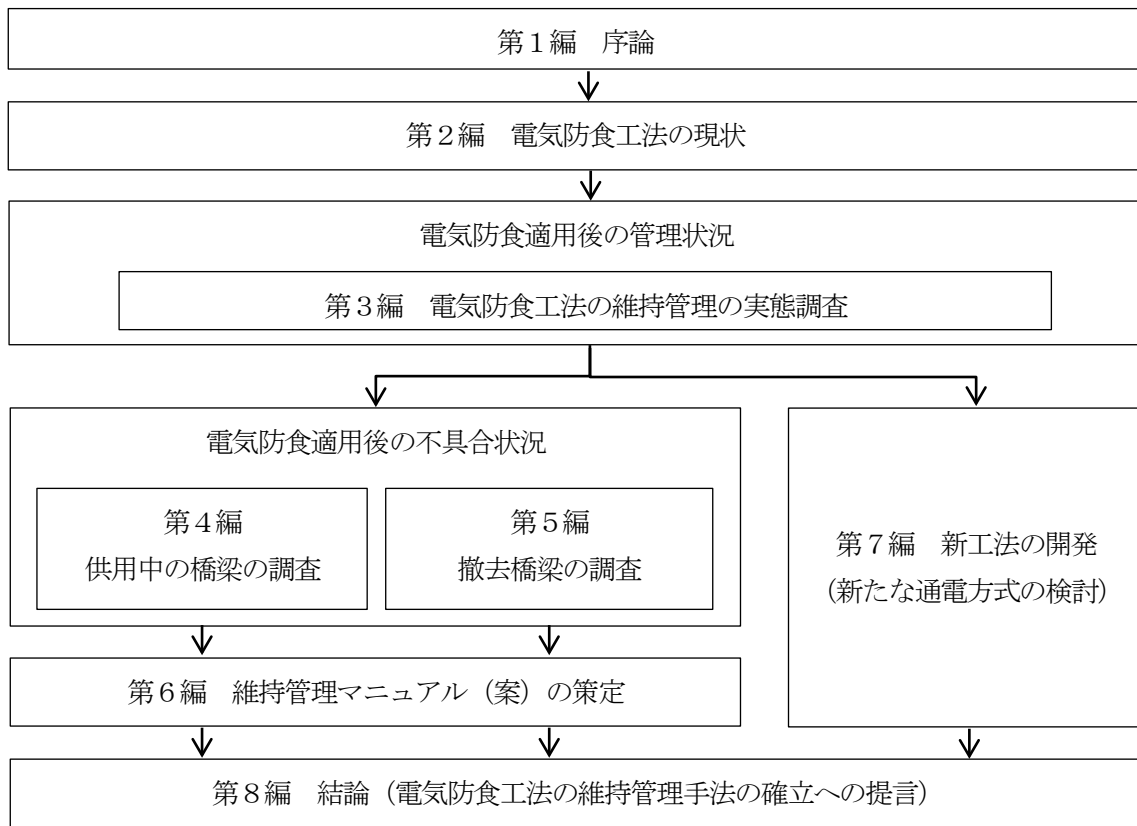 第１編　序論
第２編　電気防食工法の現状
電気防食適用後の管理状況
第３編　電気防食工法の維持管理の実態調査
電気防食適用後の不具合状況
第４編
供用中の橋梁の調査
第５編
撤去橋梁の調査
第７編　新工法の開発
(新たな通電方式の検討)
第６編　維持管理マニュアル（案）の策定
第８編　結論（電気防食工法の維持管理手法の確立への提言）